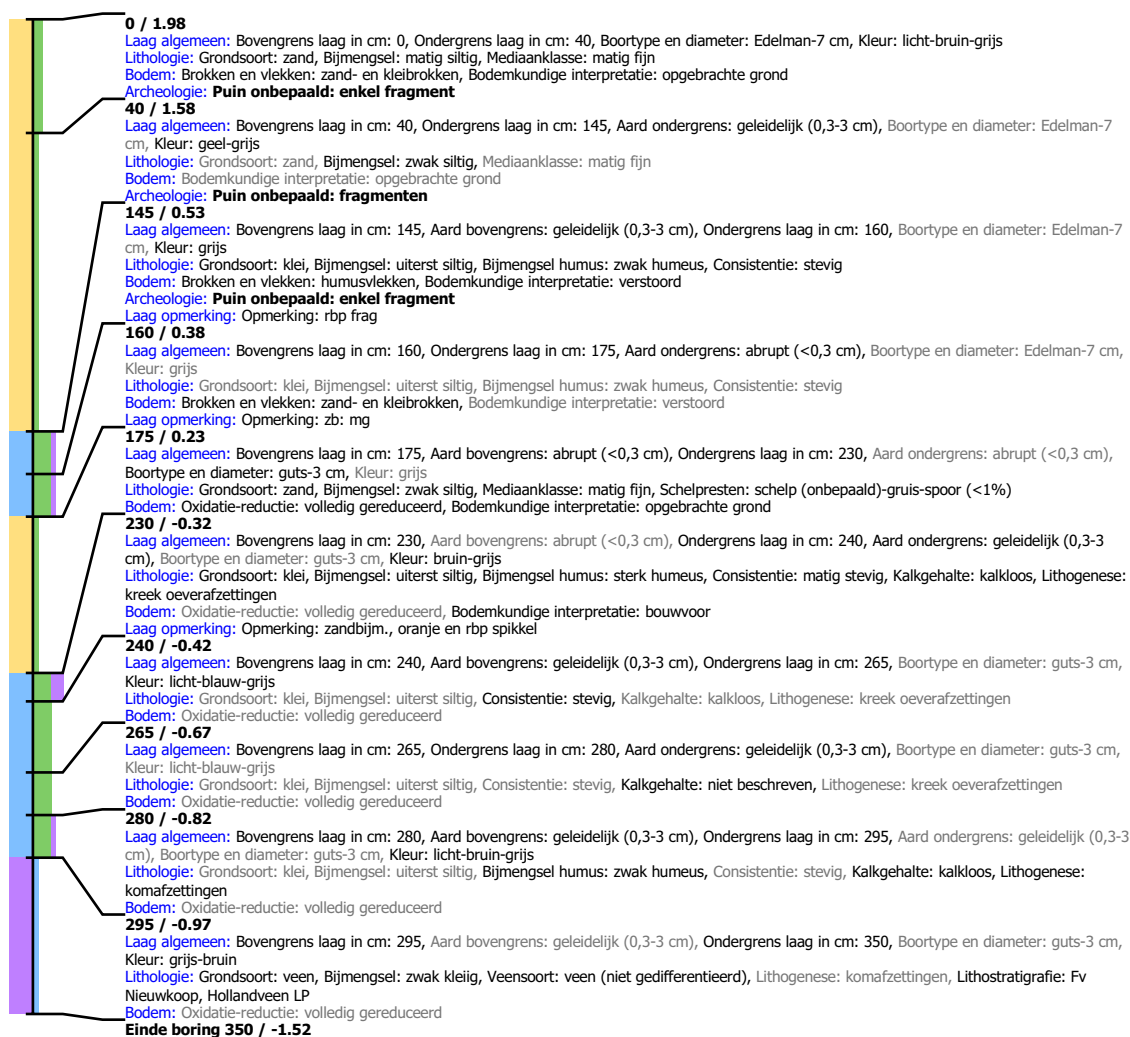 0 / 1.98
Laag algemeen: Bovengrens laag in cm: 0, Ondergrens laag in cm: 40, Boortype en diameter: Edelman-7 cm, Kleur: licht-bruin-grijs
Lithologie: Grondsoort: zand, Bijmengsel: matig siltig, Mediaanklasse: matig fijn
Bodem: Brokken en vlekken: zand- en kleibrokken, Bodemkundige interpretatie: opgebrachte grond
Archeologie: Puin onbepaald: enkel fragment
40 / 1.58
Laag algemeen: Bovengrens laag in cm: 40, Ondergrens laag in cm: 145, Aard ondergrens: geleidelijk (0,3-3 cm), Boortype en diameter: Edelman-7
cm, Kleur: geel-grijs
Lithologie: Grondsoort: zand, Bijmengsel: zwak siltig, Mediaanklasse: matig fijn
Bodem: Bodemkundige interpretatie: opgebrachte grond
Archeologie: Puin onbepaald: fragmenten
145 / 0.53
Laag algemeen: Bovengrens laag in cm: 145, Aard bovengrens: geleidelijk (0,3-3 cm), Ondergrens laag in cm: 160, Boortype en diameter: Edelman-7
cm, Kleur: grijs
Lithologie: Grondsoort: klei, Bijmengsel: uiterst siltig, Bijmengsel humus: zwak humeus, Consistentie: stevig
Bodem: Brokken en vlekken: humusvlekken, Bodemkundige interpretatie: verstoord
Archeologie: Puin onbepaald: enkel fragment
Laag opmerking: Opmerking: rbp frag
160 / 0.38
Laag algemeen: Bovengrens laag in cm: 160, Ondergrens laag in cm: 175, Aard ondergrens: abrupt (<0,3 cm), Boortype en diameter: Edelman-7 cm,
Kleur: grijs
Lithologie: Grondsoort: klei, Bijmengsel: uiterst siltig, Bijmengsel humus: zwak humeus, Consistentie: stevig
Bodem: Brokken en vlekken: zand- en kleibrokken, Bodemkundige interpretatie: verstoord
Laag opmerking: Opmerking: zb: mg
175 / 0.23
Laag algemeen: Bovengrens laag in cm: 175, Aard bovengrens: abrupt (<0,3 cm), Ondergrens laag in cm: 230, Aard ondergrens: abrupt (<0,3 cm),
Boortype en diameter: guts-3 cm, Kleur: grijs
Lithologie: Grondsoort: zand, Bijmengsel: zwak siltig, Mediaanklasse: matig fijn, Schelpresten: schelp (onbepaald)-gruis-spoor (<1%)
Bodem: Oxidatie-reductie: volledig gereduceerd, Bodemkundige interpretatie: opgebrachte grond
230 / -0.32
Laag algemeen: Bovengrens laag in cm: 230, Aard bovengrens: abrupt (<0,3 cm), Ondergrens laag in cm: 240, Aard ondergrens: geleidelijk (0,3-3
cm), Boortype en diameter: guts-3 cm, Kleur: bruin-grijs
Lithologie: Grondsoort: klei, Bijmengsel: uiterst siltig, Bijmengsel humus: sterk humeus, Consistentie: matig stevig, Kalkgehalte: kalkloos, Lithogenese:
kreek oeverafzettingen
Bodem: Oxidatie-reductie: volledig gereduceerd, Bodemkundige interpretatie: bouwvoor
Laag opmerking: Opmerking: zandbijm., oranje en rbp spikkel
240 / -0.42
Laag algemeen: Bovengrens laag in cm: 240, Aard bovengrens: geleidelijk (0,3-3 cm), Ondergrens laag in cm: 265, Boortype en diameter: guts-3 cm,
Kleur: licht-blauw-grijs
Lithologie: Grondsoort: klei, Bijmengsel: uiterst siltig, Consistentie: stevig, Kalkgehalte: kalkloos, Lithogenese: kreek oeverafzettingen
Bodem: Oxidatie-reductie: volledig gereduceerd
265 / -0.67
Laag algemeen: Bovengrens laag in cm: 265, Ondergrens laag in cm: 280, Aard ondergrens: geleidelijk (0,3-3 cm), Boortype en diameter: guts-3 cm,
Kleur: licht-blauw-grijs
Lithologie: Grondsoort: klei, Bijmengsel: uiterst siltig, Consistentie: stevig, Kalkgehalte: niet beschreven, Lithogenese: kreek oeverafzettingen
Bodem: Oxidatie-reductie: volledig gereduceerd
280 / -0.82
Laag algemeen: Bovengrens laag in cm: 280, Aard bovengrens: geleidelijk (0,3-3 cm), Ondergrens laag in cm: 295, Aard ondergrens: geleidelijk (0,3-3
cm), Boortype en diameter: guts-3 cm, Kleur: licht-bruin-grijs
Lithologie: Grondsoort: klei, Bijmengsel: uiterst siltig, Bijmengsel humus: zwak humeus, Consistentie: stevig, Kalkgehalte: kalkloos, Lithogenese:
komafzettingen
Bodem: Oxidatie-reductie: volledig gereduceerd
295 / -0.97
Laag algemeen: Bovengrens laag in cm: 295, Aard bovengrens: geleidelijk (0,3-3 cm), Ondergrens laag in cm: 350, Boortype en diameter: guts-3 cm,
Kleur: grijs-bruin
Lithologie: Grondsoort: veen, Bijmengsel: zwak kleiig, Veensoort: veen (niet gedifferentieerd), Lithogenese: komafzettingen, Lithostratigrafie: Fv
Nieuwkoop, Hollandveen LP
Bodem: Oxidatie-reductie: volledig gereduceerd
Einde boring 350 / -1.52